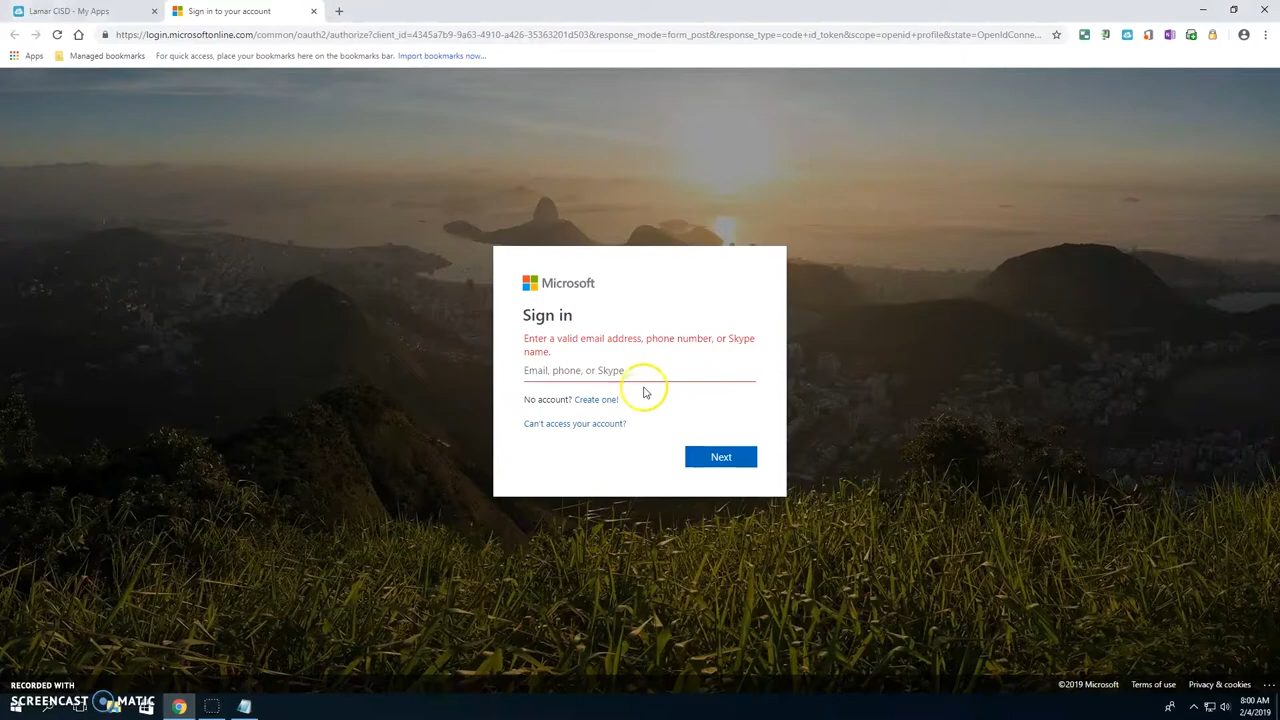 Lamar CISD - My Apps
Sign in to your account
https://login.microsoftonline.com/common/oauth2/authorize?client_id=4345a7b9-9a63-4910-a426-35363201d503&response_mode=form_post&response_type=code+id_token&scope=openid+profile&state=OpenIdConne...
Apps
Managed bookmarks
For quick access, place your bookmarks here on the bookmarks bar. Import bookmarks now...
Microsoft
Sign in
Enter a valid email address, phone number, or Skype
name.
Email, phone, or Skype
No account? Create one!
Can't access your account?
Next
©2019 Microsoft
Terms of use
Privacy & cookies
...
RECORDED WITH
SCREENCAST MATIC
8:00 AM
2/4/2019